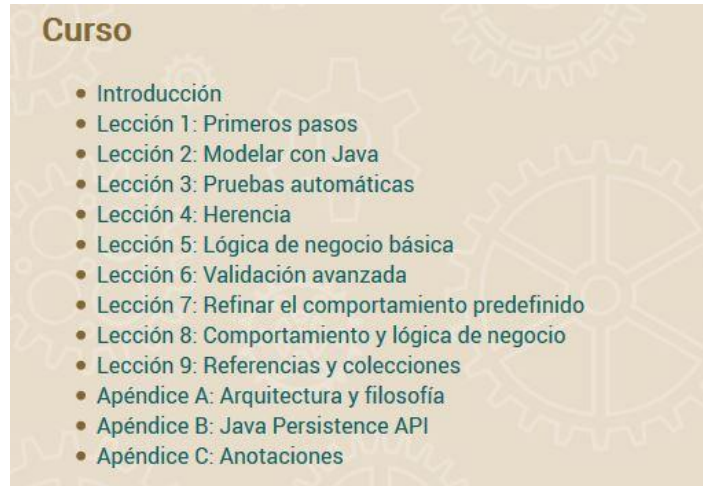 Curso
Introducción
Lección 1: Primeros pasos
Lección 2: Modelar con Java
Lección 3: Pruebas automáticas
Lección 4: Herencia
Lección 5: Lógica de negocio básica
Lección 6: Validación avanzada
Lección 7: Refinar el comportamiento predefinido
Lección 8: Comportamiento y lógica de negocio
Lección 9: Referencias y colecciones
Apéndice A: Arquitectura y filosofía
Apéndice B: Java Persistence API
Apéndice C: Anotaciones